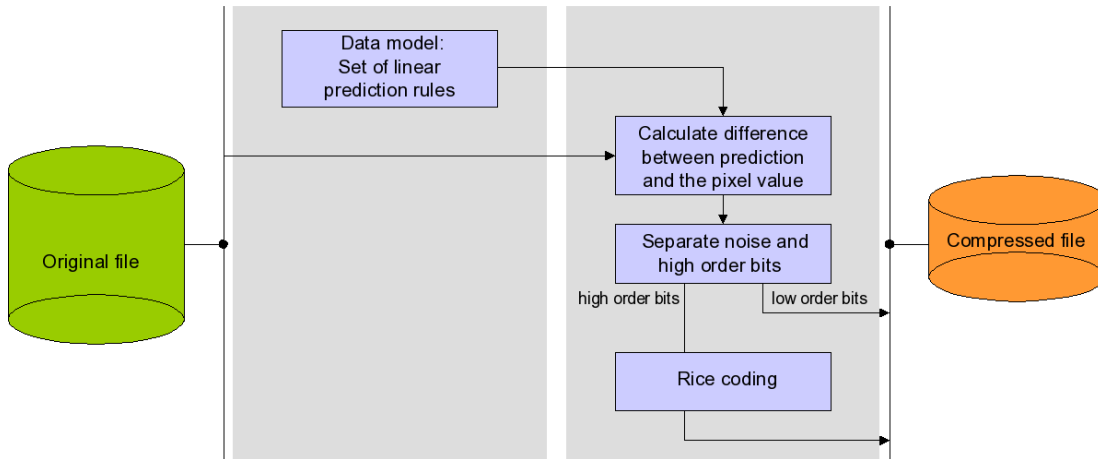 Data model:
Set of linear
prediction rules
Calculate difference
between prediction
and the pixel value
Original file
Separate noise and
high order bits
Compressed file
high order bits
low order bits
Rice coding